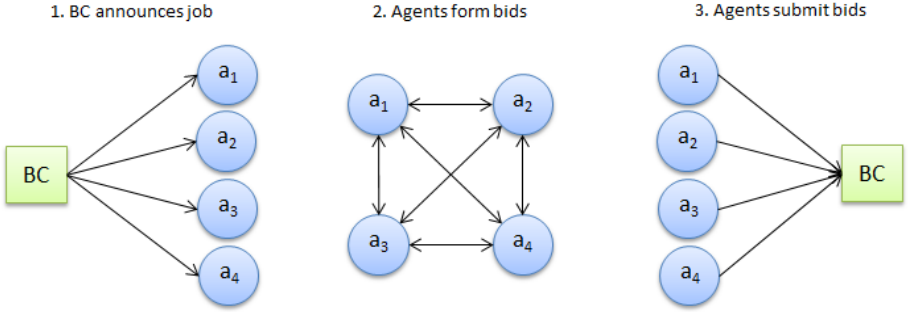 1. BC announces job
2. Agents form bids
3. Agents submit bids
BC
a₁
a₂
a₃
a₄
a₁
a₂
a₃
a₄
a₁
a₂
a₃
a₄
BC